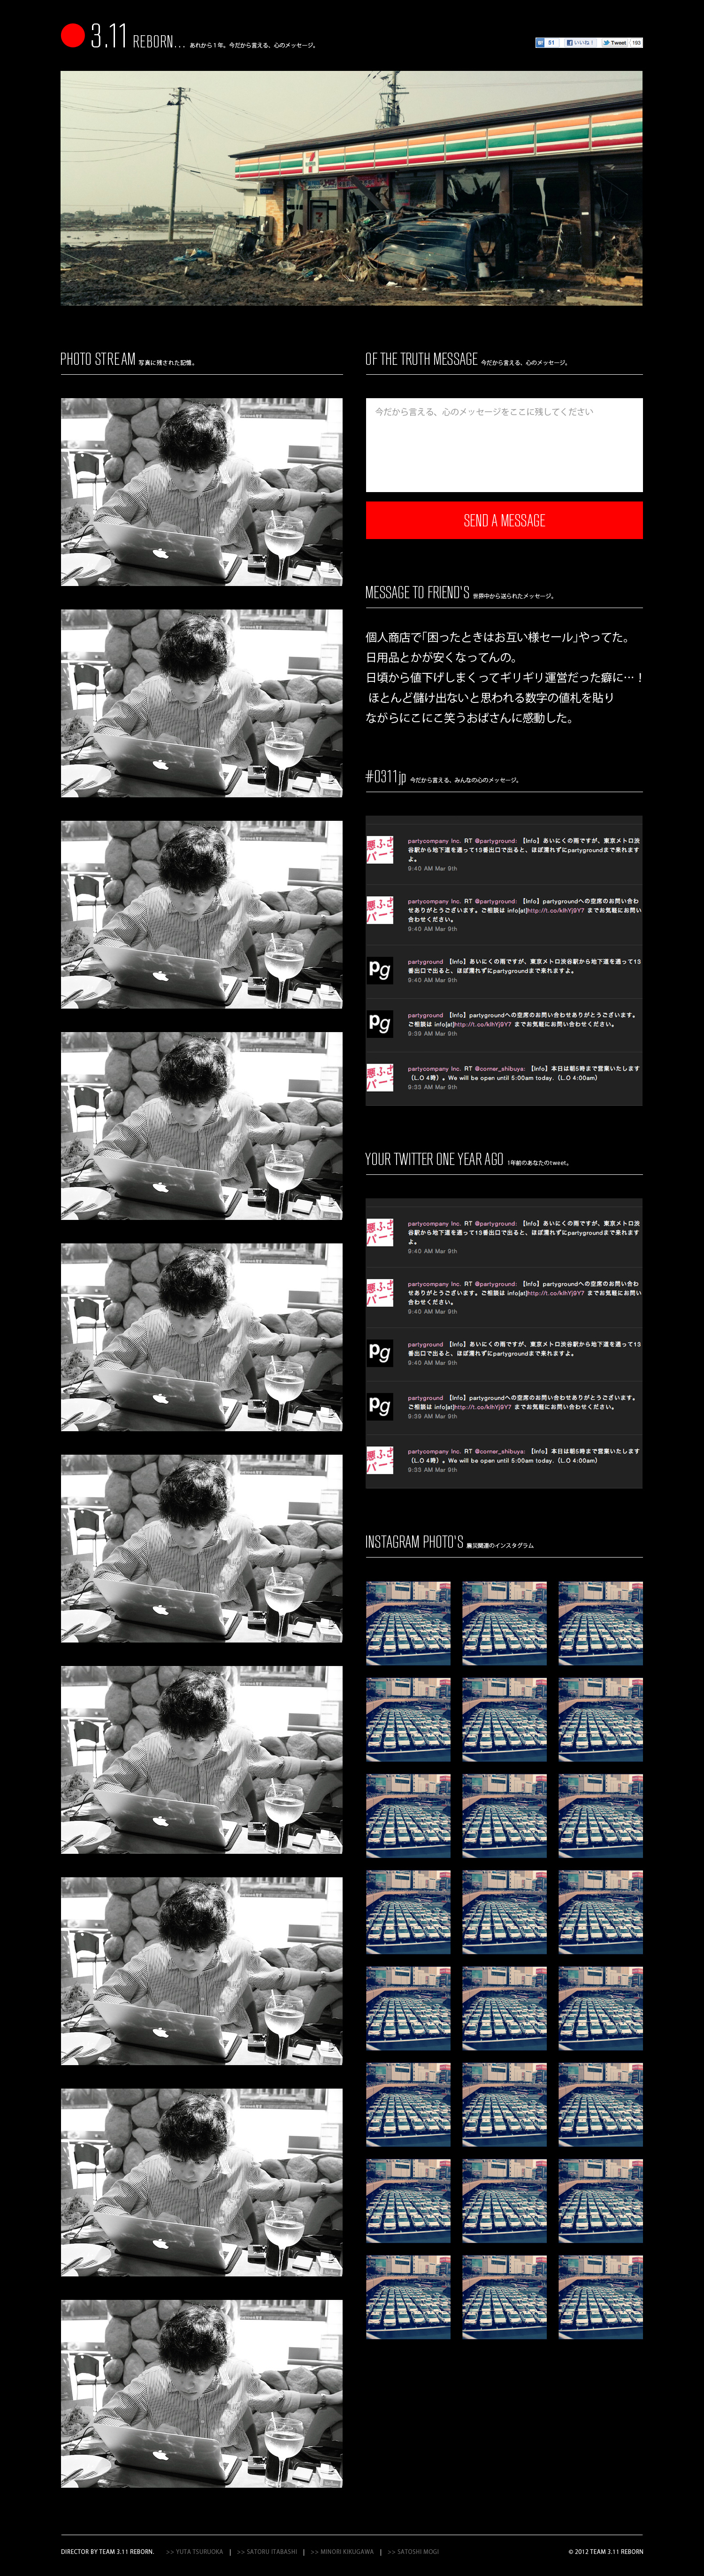 3.11 REBORN... あれから1年。今だから言える、心のメッセージ。
B! 51 いいね! Tweet 193
7
PHOTO STREAM 写真に残された記憶。
OF THE TRUTH MESSAGE 今だから言える、心のメッセージ。
今だから言える、心のメッセージをここに残してください
SEND A MESSAGE
MESSAGE TO FRIEND'S 世界中から送られたメッセージ。
個人商店で「困ったときはお互い様セール」やってた。
日用品とかが安くなってんの。
日頃から値下げしまくってギリギリ運営だった癖に…！
ほとんど儲け出ないと思われる数字の値札を貼り
ながらにこにこ笑うおばさんに感動した。
#0311jp 今だから言える、みんなの心のメッセージ。
悪ふざ
パー
partycompany Inc. RT @partyground: 【Info】あいにくの雨ですが、東京メトロ渋
谷駅から地下道を通って13番出口で出ると、ほぼ濡れずにpartygroundまで来れます
よ。
9:40 AM Mar 9th
悪ふざ
パー
partycompany Inc. RT @partyground: 【Info】partygroundへの空席のお問い合わ
せありがとうございます。ご相談は info[at]http://t.co/klhYj9Y7 までお気軽にお問い
合わせください。
9:40 AM Mar 9th
pg
partyground 【Info】あいにくの雨ですが、東京メトロ渋谷駅から地下道を通って13
番出口で出ると、ほぼ濡れずにpartygroundまで来れますよ。
9:40 AM Mar 9th
pg
partyground 【Info】partygroundへの空席のお問い合わせありがとうございます。
ご相談は info[at]http://t.co/klhYj9Y7 までお気軽にお問い合わせください。
9:39 AM Mar 9th
悪ふざ
パー
partycompany Inc. RT @corner_shibuya: 【Info】本日は朝5時まで営業いたします
（L.O 4時）。We will be open until 5:00am today.（L.O 4:00am）
9:33 AM Mar 9th
YOUR TWITTER ONE YEAR AGO 1年前のあなたのtweet。
悪ふざ
パー
partycompany Inc. RT @partyground: 【Info】あいにくの雨ですが、東京メトロ渋
谷駅から地下道を通って13番出口で出ると、ほぼ濡れずにpartygroundまで来れます
よ。
9:40 AM Mar 9th
悪ふざ
パー
partycompany Inc. RT @partyground: 【Info】partygroundへの空席のお問い合わ
せありがとうございます。ご相談は info[at]http://t.co/klhYj9Y7 までお気軽にお問い
合わせください。
9:40 AM Mar 9th
pg
partyground 【Info】あいにくの雨ですが、東京メトロ渋谷駅から地下道を通って13
番出口で出ると、ほぼ濡れずにpartygroundまで来れますよ。
9:40 AM Mar 9th
pg
partyground 【Info】partygroundへの空席のお問い合わせありがとうございます。
ご相談は info[at]http://t.co/klhYj9Y7 までお気軽にお問い合わせください。
9:39 AM Mar 9th
悪ふざ
パー
partycompany Inc. RT @corner_shibuya: 【Info】本日は朝5時まで営業いたします
（L.O 4時）。We will be open until 5:00am today.（L.O 4:00am）
9:33 AM Mar 9th
INSTAGRAM PHOTO'S 震災関連のインスタグラム
DIRECTOR BY TEAM 3.11 REBORN. >> YUTA TSURUOKA | >> SATORU ITABASHI | >> MINORI KIKUGAWA | >> SATOSHI MOGI
© 2012 TEAM 3.11 REBORN